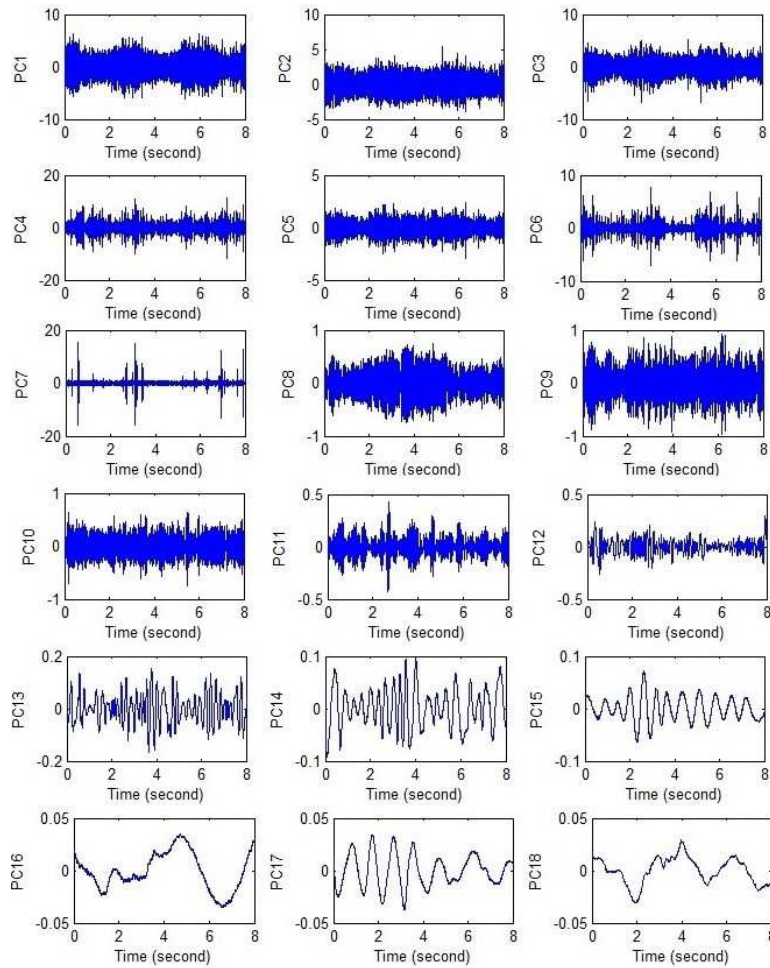 10 10 10
PC1 0 PC2 5 PC3 0
0
-10 -5 -10
0 2 4 6 8 0 2 4 6 8 0 2 4 6 8
Time (second) Time (second) Time (second)
20 5 10
PC4 0 PC5 0 PC6 0
-20 -5 -10
0 2 4 6 8 0 2 4 6 8 0 2 4 6 8
Time (second) Time (second) Time (second)
20 1 1
PC7 0 PC8 0 PC9 0
-20 -1 -1
0 2 4 6 8 0 2 4 6 8 0 2 4 6 8
Time (second) Time (second) Time (second)
1 0.5 0.5
PC10 0 PC11 0 PC12 0
-1 -0.5 -0.5
0 2 4 6 8 0 2 4 6 8 0 2 4 6 8
Time (second) Time (second) Time (second)
0.2 0.1 0.1
PC13 0 PC14 0 PC15 0
-0.2 -0.1 -0.1
0 2 4 6 8 0 2 4 6 8 0 2 4 6 8
Time (second) Time (second) Time (second)
0.05 0.05 0.05
PC16 0 PC17 0 PC18 0
-0.05 -0.05 -0.05
0 2 4 6 8 0 2 4 6 8 0 2 4 6 8
Time (second) Time (second) Time (second)